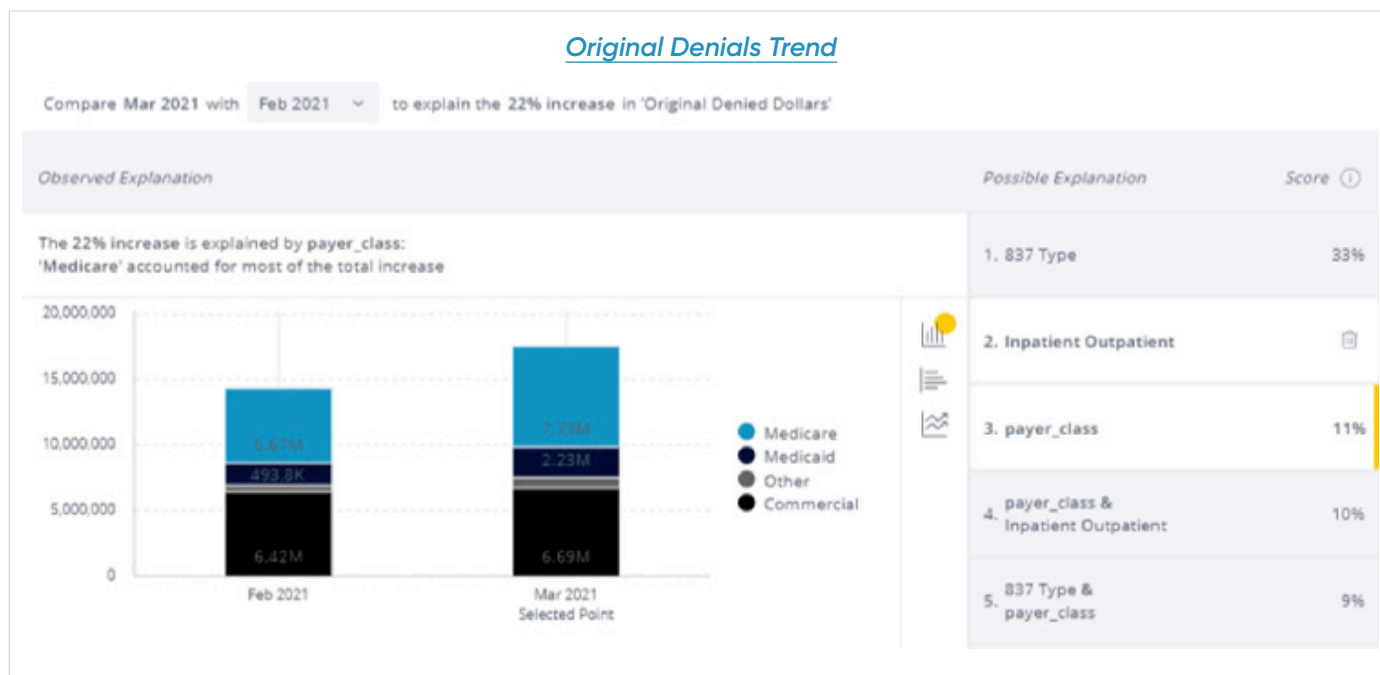 Original Denials Trend
Compare Mar 2021 with Feb 2021 to explain the 22% increase in 'Original Denied Dollars'
Observed Explanation
Possible Explanation Score
The 22% increase is explained by payer_class:
'Medicare' accounted for most of the total increase
20,000,000
15,000,000
10,000,000
5,000,000
0
5.67M
493.8K
6.42M
7.73M
2.23M
6.69M
Feb 2021
Mar 2021
Selected Point
Medicare
Medicaid
Other
Commercial
1. 837 Type 33%
2. Inpatient Outpatient
3. payer_class 11%
4. payer_class &
Inpatient Outpatient 10%
5. 837 Type &
payer_class 9%